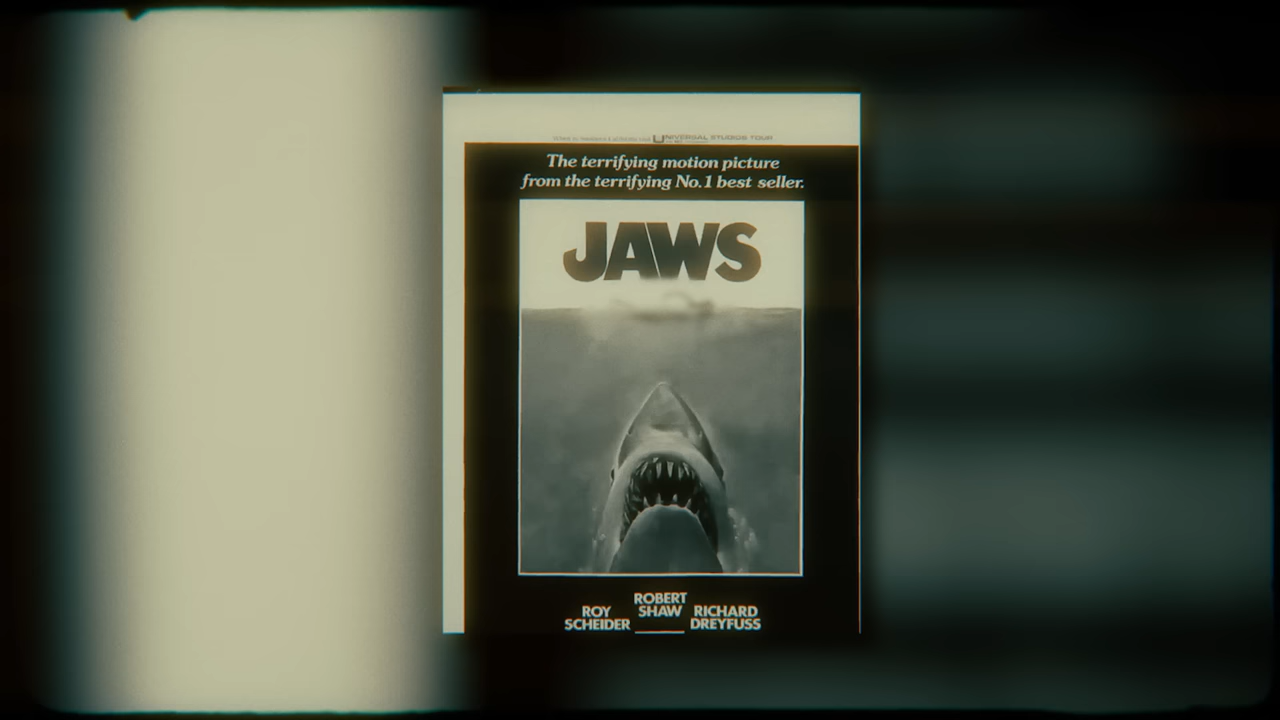 UNIVERSAL STUDIOS TOUR
The terrifying motion picture
from the terrifying No. 1 best seller.
JAWS
ROBERT
ROY SHAW RICHARD
SCHEIDER DREYFUSS